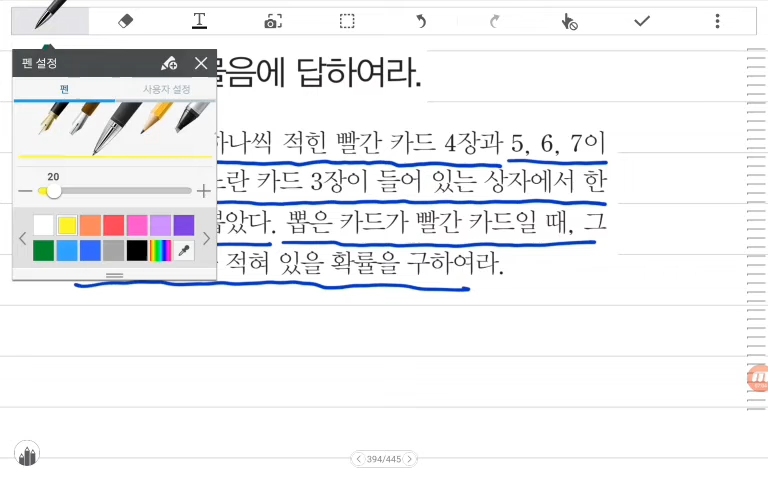 T
펜 설정
물음에 답하여라.
펜 사용자 설정
하나씩 적힌 빨간 카드 4장과 5, 6, 7이
20
노란 카드 3장이 들어 있는 상자에서 한
뽑았다. 뽑은 카드가 빨간 카드일 때, 그
적혀 있을 확률을 구하여라.
394/445